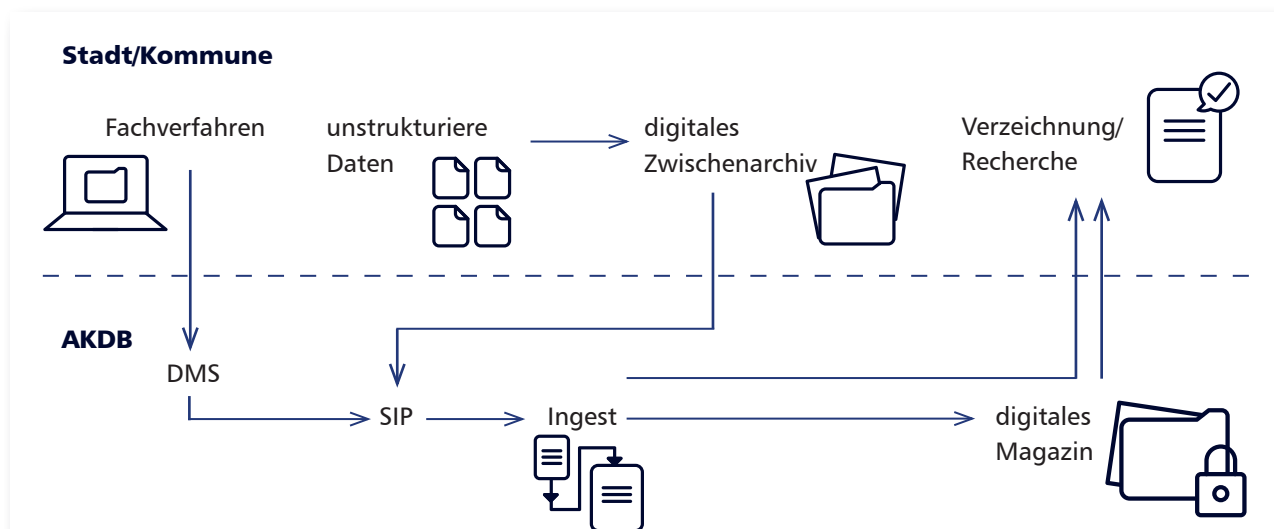 Stadt/Kommune
Fachverfahren
unstrukturiere
Daten
digitales
Zwischenarchiv
Verzeichnung/
Recherche
AKDB
DMS
SIP
Ingest
digitales
Magazin